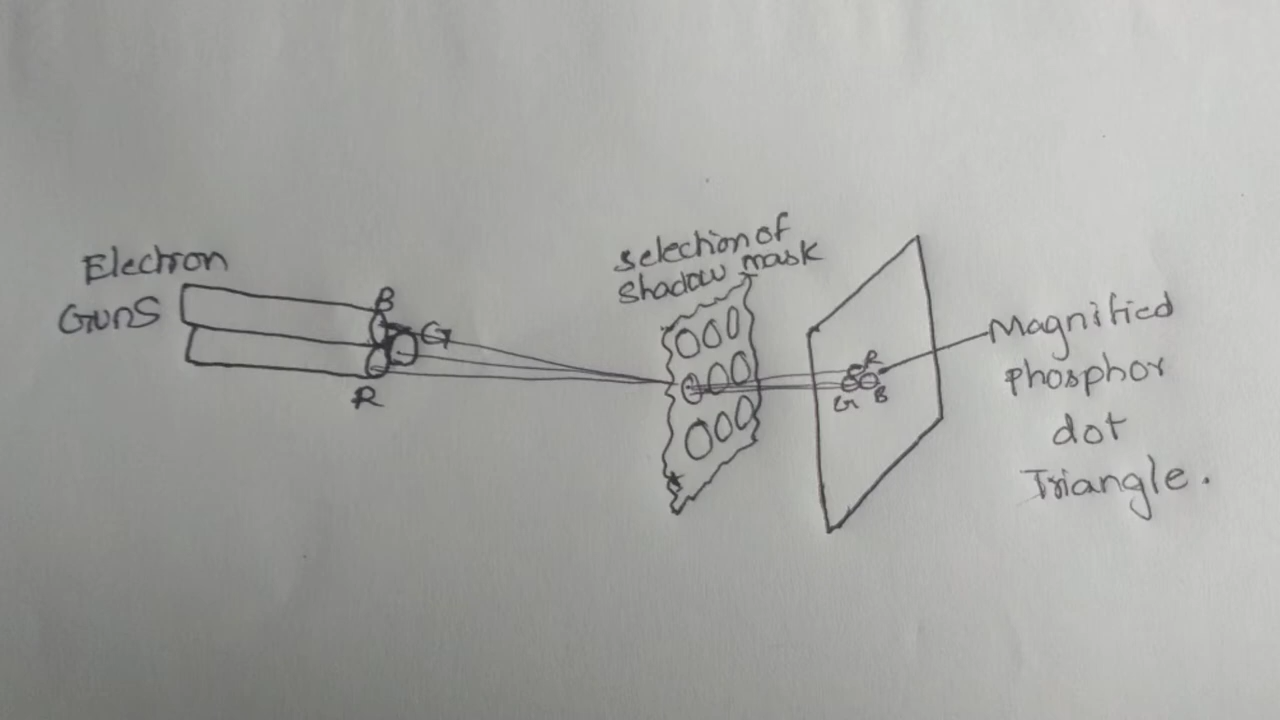 Electron
Guns
B
G
R
selection of
shadow mask
R
G
B
Magnified
phosphor
dot
Triangle.